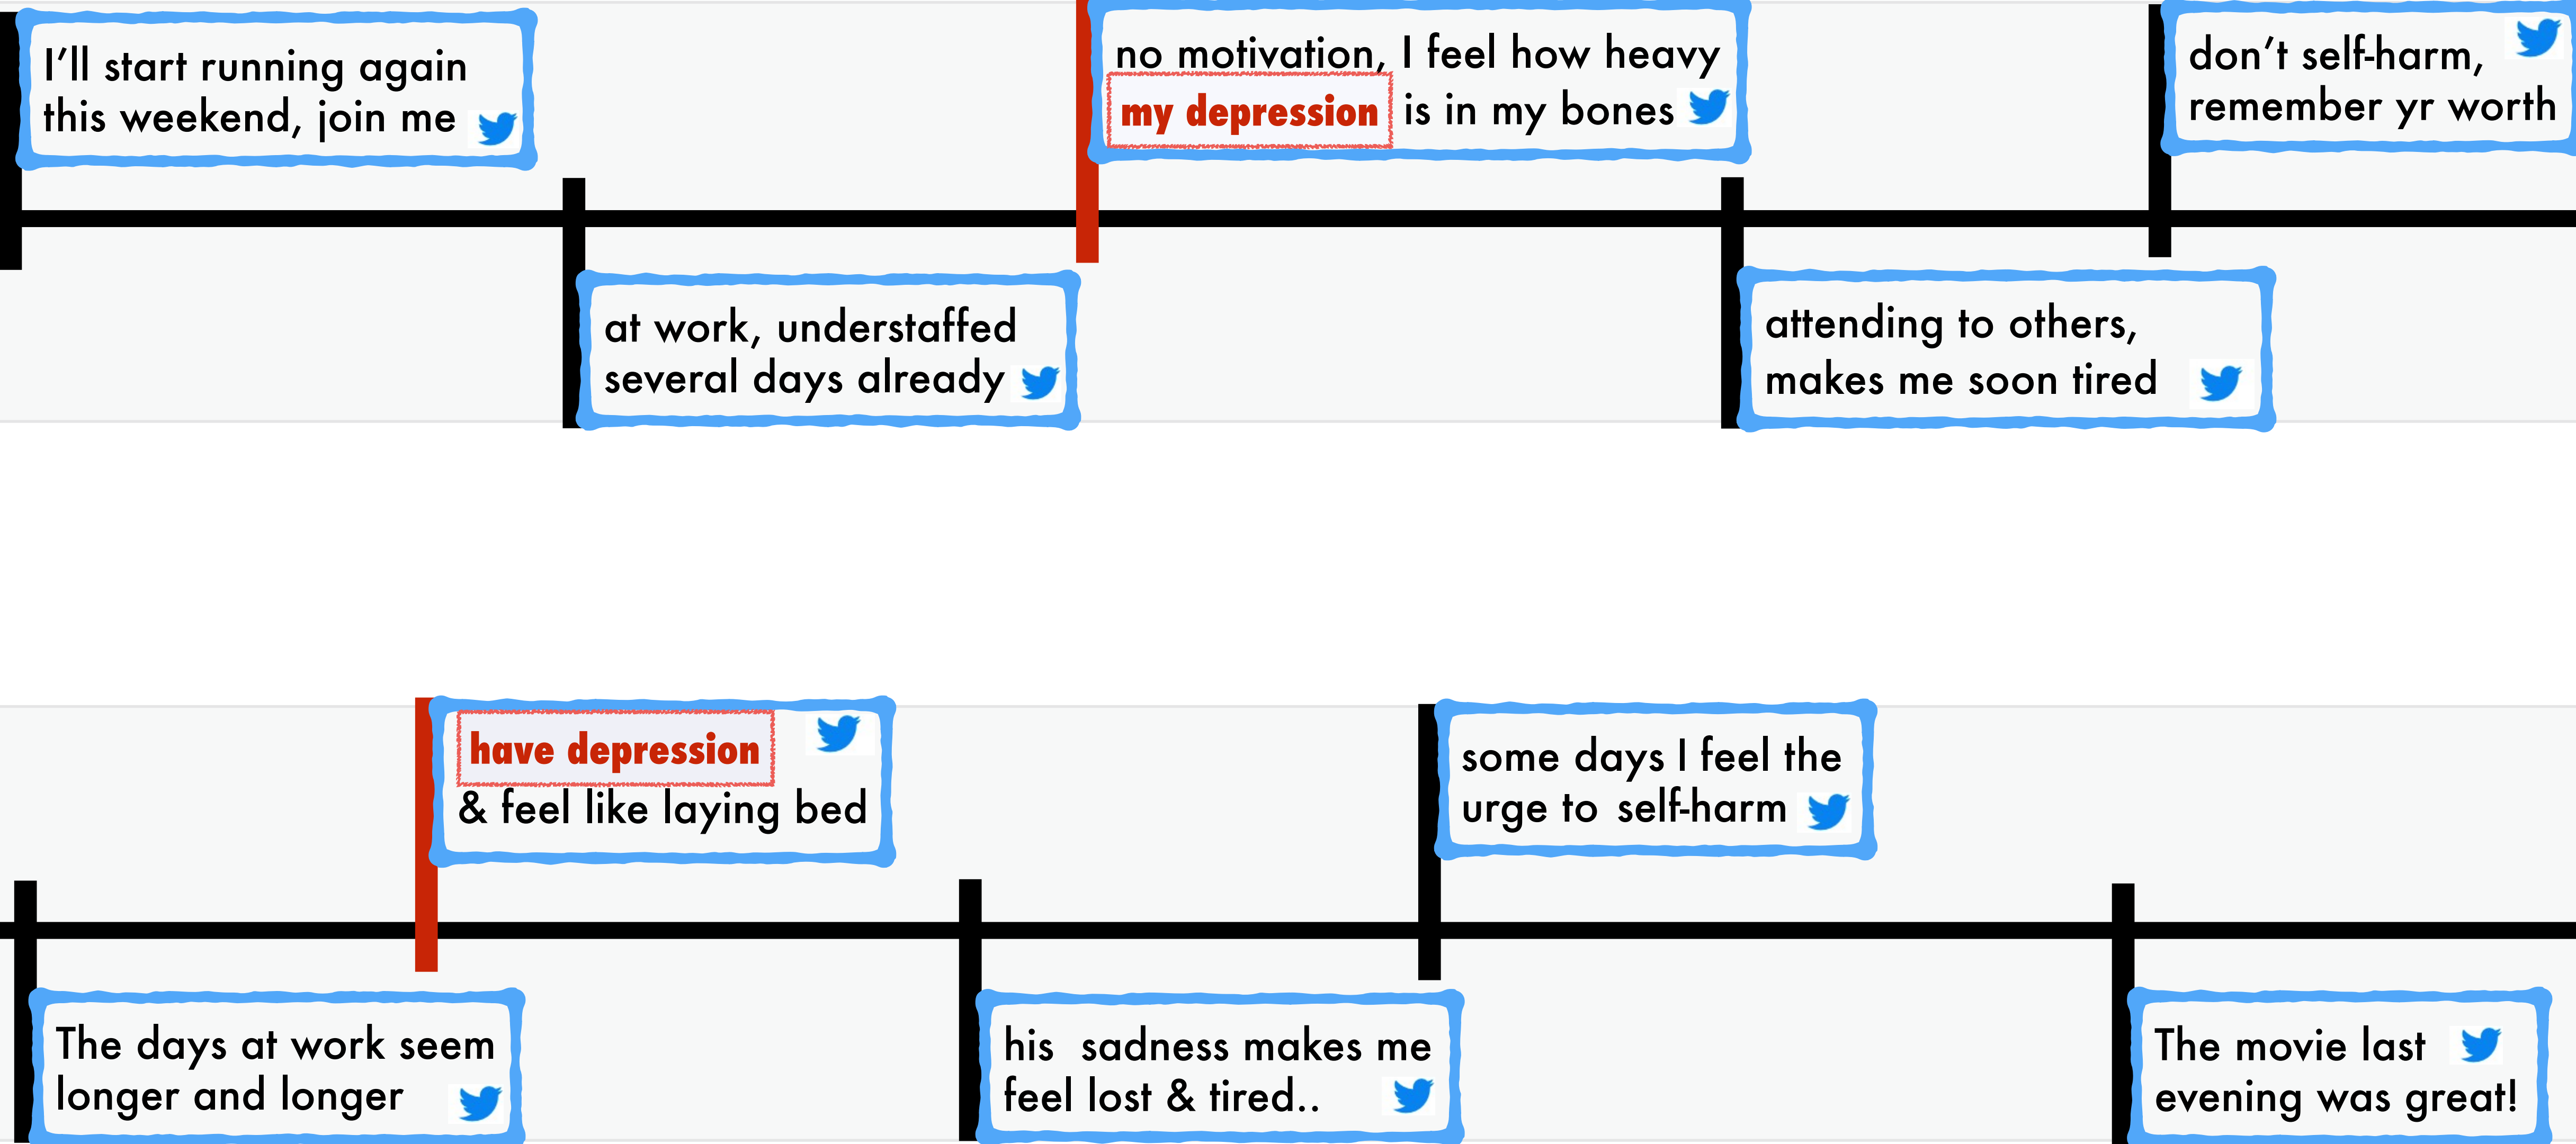 I'll start running again
this weekend, join me
at work, understaffed
several days already
no motivation, I feel how heavy
my depression is in my bones
attending to others,
makes me soon tired
don't self-harm,
remember yr worth
The days at work seem
longer and longer
have depression
& feel like laying bed
his sadness makes me
feel lost & tired..
some days I feel the
urge to self-harm
The movie last
evening was great!